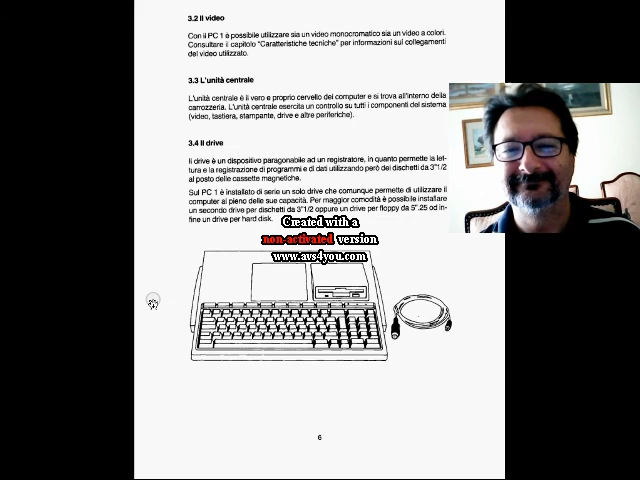 3.2 Il video
Con il PC 1 è possibile utilizzare sia un video monocromatico sia un video a colori.
Consultare il capitolo "Caratteristiche tecniche" per informazioni sui collegamenti
del video utilizzato.
3.3 L'unità centrale
L'unità centrale è il vero e proprio cervello del computer e si trova all'interno della
carrozzeria. L'unità centrale esercita un controllo su tutti i componenti del sistema
(video, tastiera, stampante, drive e altre periferiche).
3.4 Il drive
Il drive è un dispositivo paragonabile ad un registratore, in quanto permette la let-
tura e la registrazione di programmi e di dati utilizzando però dei dischetti da 3"1/2
al posto delle cassette magnetiche.
Sul PC 1 è installato di serie un solo drive che comunque permette di utilizzare il
computer al pieno delle sue capacità. Per maggior comodità è possibile installare
un secondo drive per dischetti da 3"1/2 oppure un drive per floppy da 5".25 od in-
fine un drive per hard disk.
Created with a
non-activated version
www.avs4you.com
6